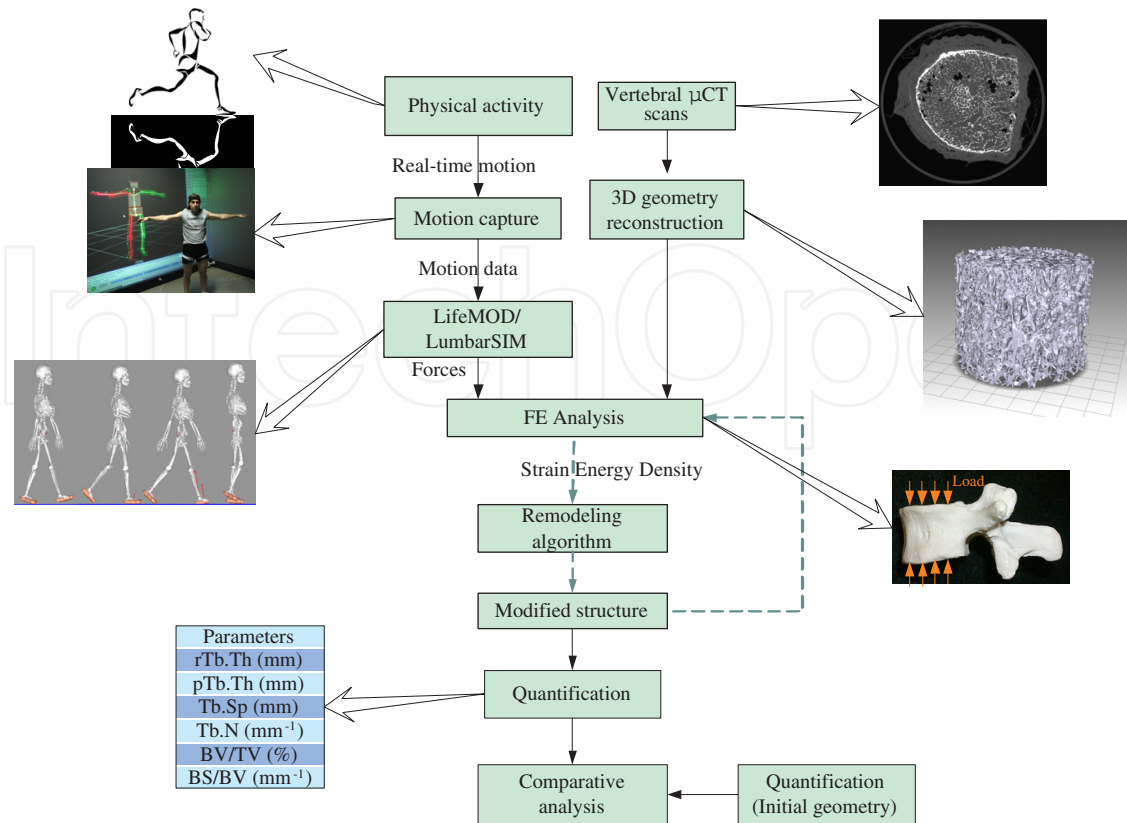 Physical activity
Vertebral µCT
scans
Real-time motion
Motion capture
3D geometry
reconstruction
Motion data
LifeMOD/
LumbarSIM
Forces
FE Analysis
Strain Energy Density
Load
Remodeling
algorithm
Modified structure
Parameters
rTb.Th (mm)
pTb.Th (mm)
Tb.Sp (mm)
Tb.N (mm⁻¹)
BV/TV (%)
BS/BV (mm⁻¹)
Quantification
Comparative
analysis
Quantification
(Initial geometry)
IntechOpe